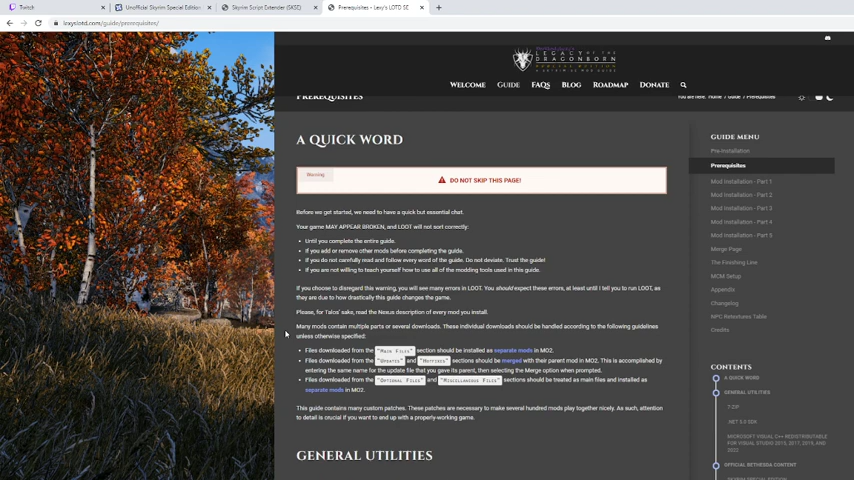 Twitch
Unofficial Skyrim Special Edition
Skyrim Script Extender (SKSE)
Prerequisites – Lexy's LOTD SE
lexyslotd.com/guide/prerequisites/
LEGACY OF THE
DRAGONBORN
WELCOME GUIDE FAQS BLOG ROADMAP DONATE
PREREQUISITES
You are here: Home / Guide / Prerequisites
A QUICK WORD
Warning
DO NOT SKIP THIS PAGE!
Before we get started, we need to have a quick but essential chat.
Your game MAY APPEAR BROKEN, and LOOT will not sort correctly:
• Until you complete the entire guide.
• If you add or remove other mods before completing the guide.
• If you do not carefully read and follow every word of the guide. Do not deviate. Trust the guide!
• If you are not willing to teach yourself how to use all of the modding tools used in this guide.
If you choose to disregard this warning, you will see many errors in LOOT. You should expect these errors, at least until I tell you to run LOOT, as
they are due to how drastically this guide changes the game.
Please, for Talos' sake, read the Nexus description of every mod you install.
Many mods contain multiple parts or several downloads. These individual downloads should be handled according to the following guidelines
unless otherwise specified:
• Files downloaded from the "Main Files" section should be installed as separate mods in MO2.
• Files downloaded from the "Updates" and "Hotfixes" sections should be merged with their parent mod in MO2. This is accomplished by
entering the same name for the update file that you gave its parent, then selecting the Merge option when prompted.
• Files downloaded from the "Optional Files" and "Miscellaneous Files" sections should be treated as main files and installed as
separate mods in MO2.
This guide contains many custom patches. These patches are necessary to make several hundred mods play together nicely. As such, attention
to detail is crucial if you want to end up with a properly-working game.
GENERAL UTILITIES
GUIDE MENU
Pre-Installation
Prerequisites
Mod Installation - Part 1
Mod Installation - Part 2
Mod Installation - Part 3
Mod Installation - Part 4
Mod Installation - Part 5
Merge Page
The Finishing Line
MCM Setup
Appendix
Changelog
NPC Retextures Table
Credits
CONTENTS
A QUICK WORD
GENERAL UTILITIES
7-ZIP
.NET 5.0 SDK
MICROSOFT VISUAL C++ REDISTRIBUTABLE
FOR VISUAL STUDIO 2015, 2017, 2019, AND
2022
OFFICIAL BETHESDA CONTENT
SKYRIM SPECIAL EDITION